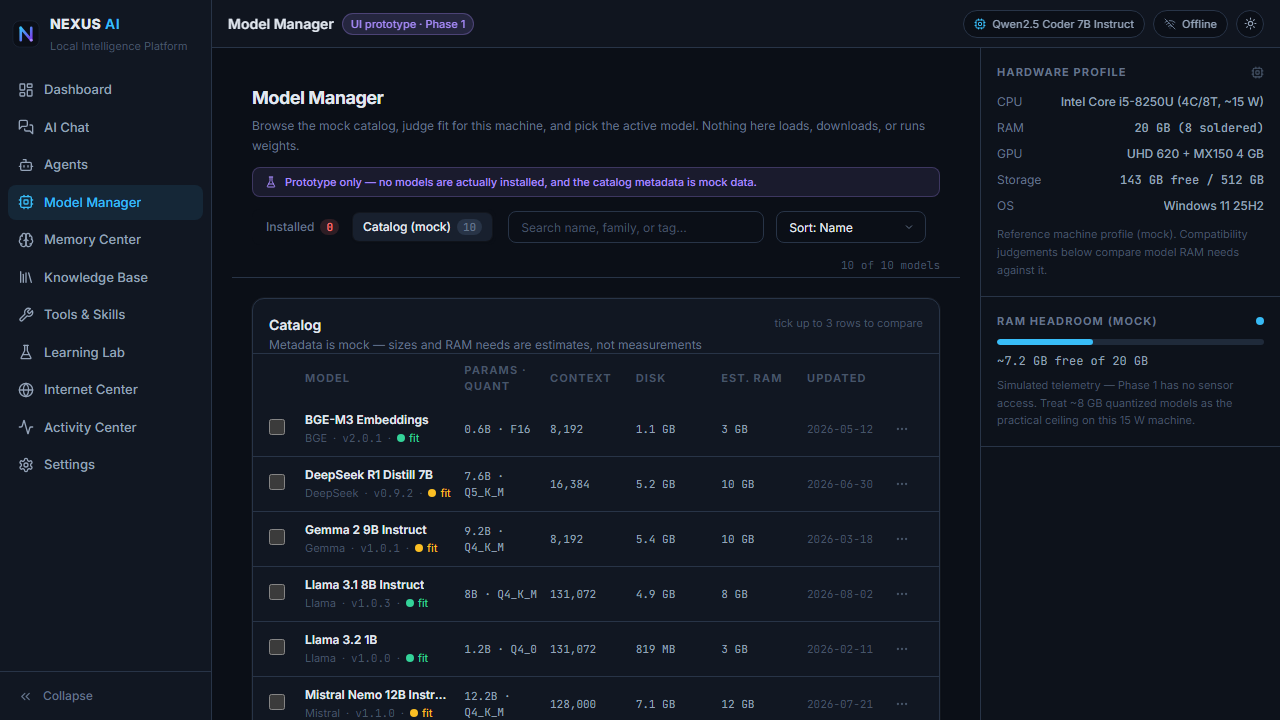 NEXUS AI
Local Intelligence Platform
Dashboard
AI Chat
Agents
Model Manager
Memory Center
Knowledge Base
Tools & Skills
Learning Lab
Internet Center
Activity Center
Settings
Collapse
Model Manager
UI prototype · Phase 1
Qwen2.5 Coder 7B Instruct
Offline
Model Manager
Browse the mock catalog, judge fit for this machine, and pick the active model. Nothing here loads, downloads, or runs
weights.
Prototype only — no models are actually installed, and the catalog metadata is mock data.
Installed 0
Catalog (mock) 10
Search name, family, or tag...
Sort: Name
10 of 10 models
Catalog
tick up to 3 rows to compare
Metadata is mock — sizes and RAM needs are estimates, not measurements
MODEL PARAMS · QUANT CONTEXT DISK EST. RAM UPDATED
BGE-M3 Embeddings
BGE · v2.0.1 · fit
0.6B · F16 8,192 1.1 GB 3 GB 2026-05-12 ···
DeepSeek R1 Distill 7B
DeepSeek · v0.9.2 · fit
7.6B · Q5_K_M 16,384 5.2 GB 10 GB 2026-06-30 ···
Gemma 2 9B Instruct
Gemma · v1.0.1 · fit
9.2B · Q4_K_M 8,192 5.4 GB 10 GB 2026-03-18 ···
Llama 3.1 8B Instruct
Llama · v1.0.3 · fit
8B · Q4_K_M 131,072 4.9 GB 8 GB 2026-08-02 ···
Llama 3.2 1B
Llama · v1.0.0 · fit
1.2B · Q4_0 131,072 819 MB 3 GB 2026-02-11 ···
Mistral Nemo 12B Instr...
Mistral · v1.1.0 · fit
12.2B · Q4_K_M 128,000 7.1 GB 12 GB 2026-07-21 ···
HARDWARE PROFILE
CPU Intel Core i5-8250U (4C/8T, ~15 W)
RAM 20 GB (8 soldered)
GPU UHD 620 + MX150 4 GB
Storage 143 GB free / 512 GB
OS Windows 11 25H2
Reference machine profile (mock). Compatibility
judgements below compare model RAM needs
against it.
RAM HEADROOM (MOCK)
~7.2 GB free of 20 GB
Simulated telemetry — Phase 1 has no sensor
access. Treat ~8 GB quantized models as the
practical ceiling on this 15 W machine.